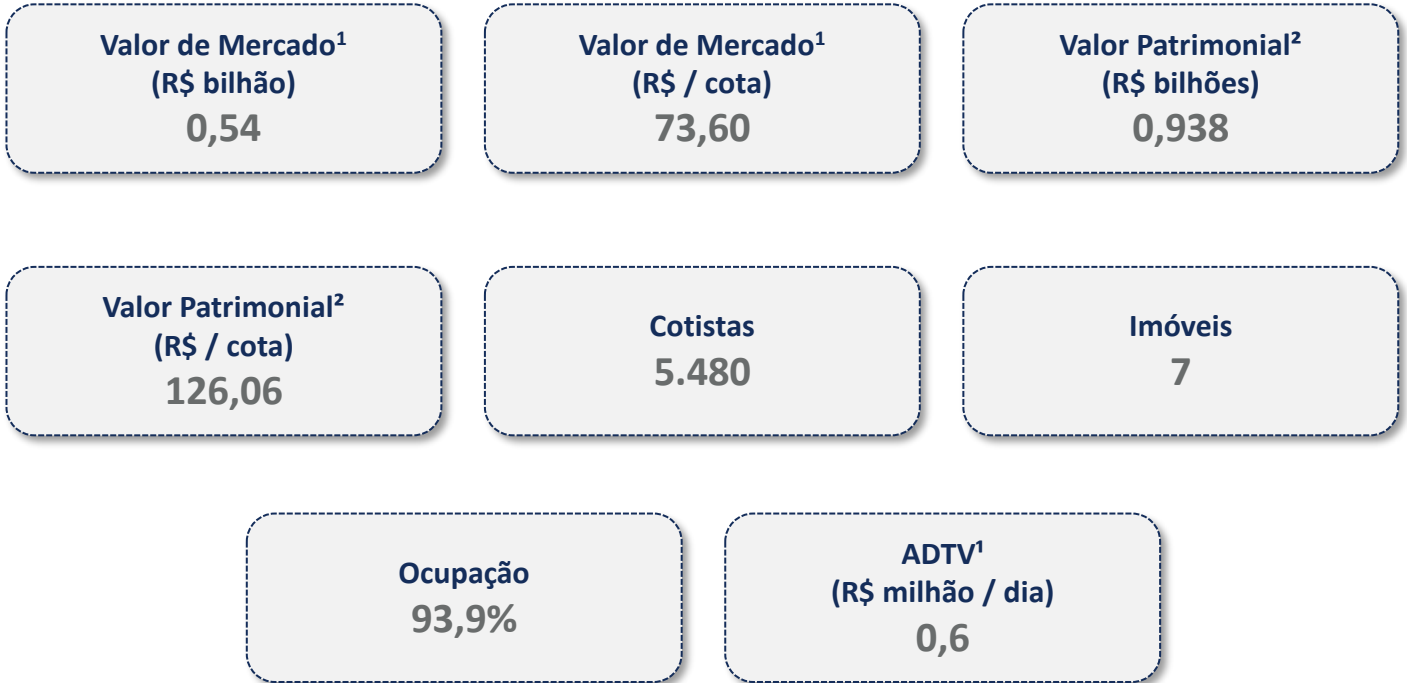 Valor de Mercado¹
(R$ bilhão)
0,54
Valor de Mercado¹
(R$ / cota)
73,60
Valor Patrimonial²
(R$ bilhões)
0,938
Valor Patrimonial²
(R$ / cota)
126,06
Cotistas
5.480
Imóveis
7
Ocupação
93,9%
ADTV¹
(R$ milhão / dia)
0,6